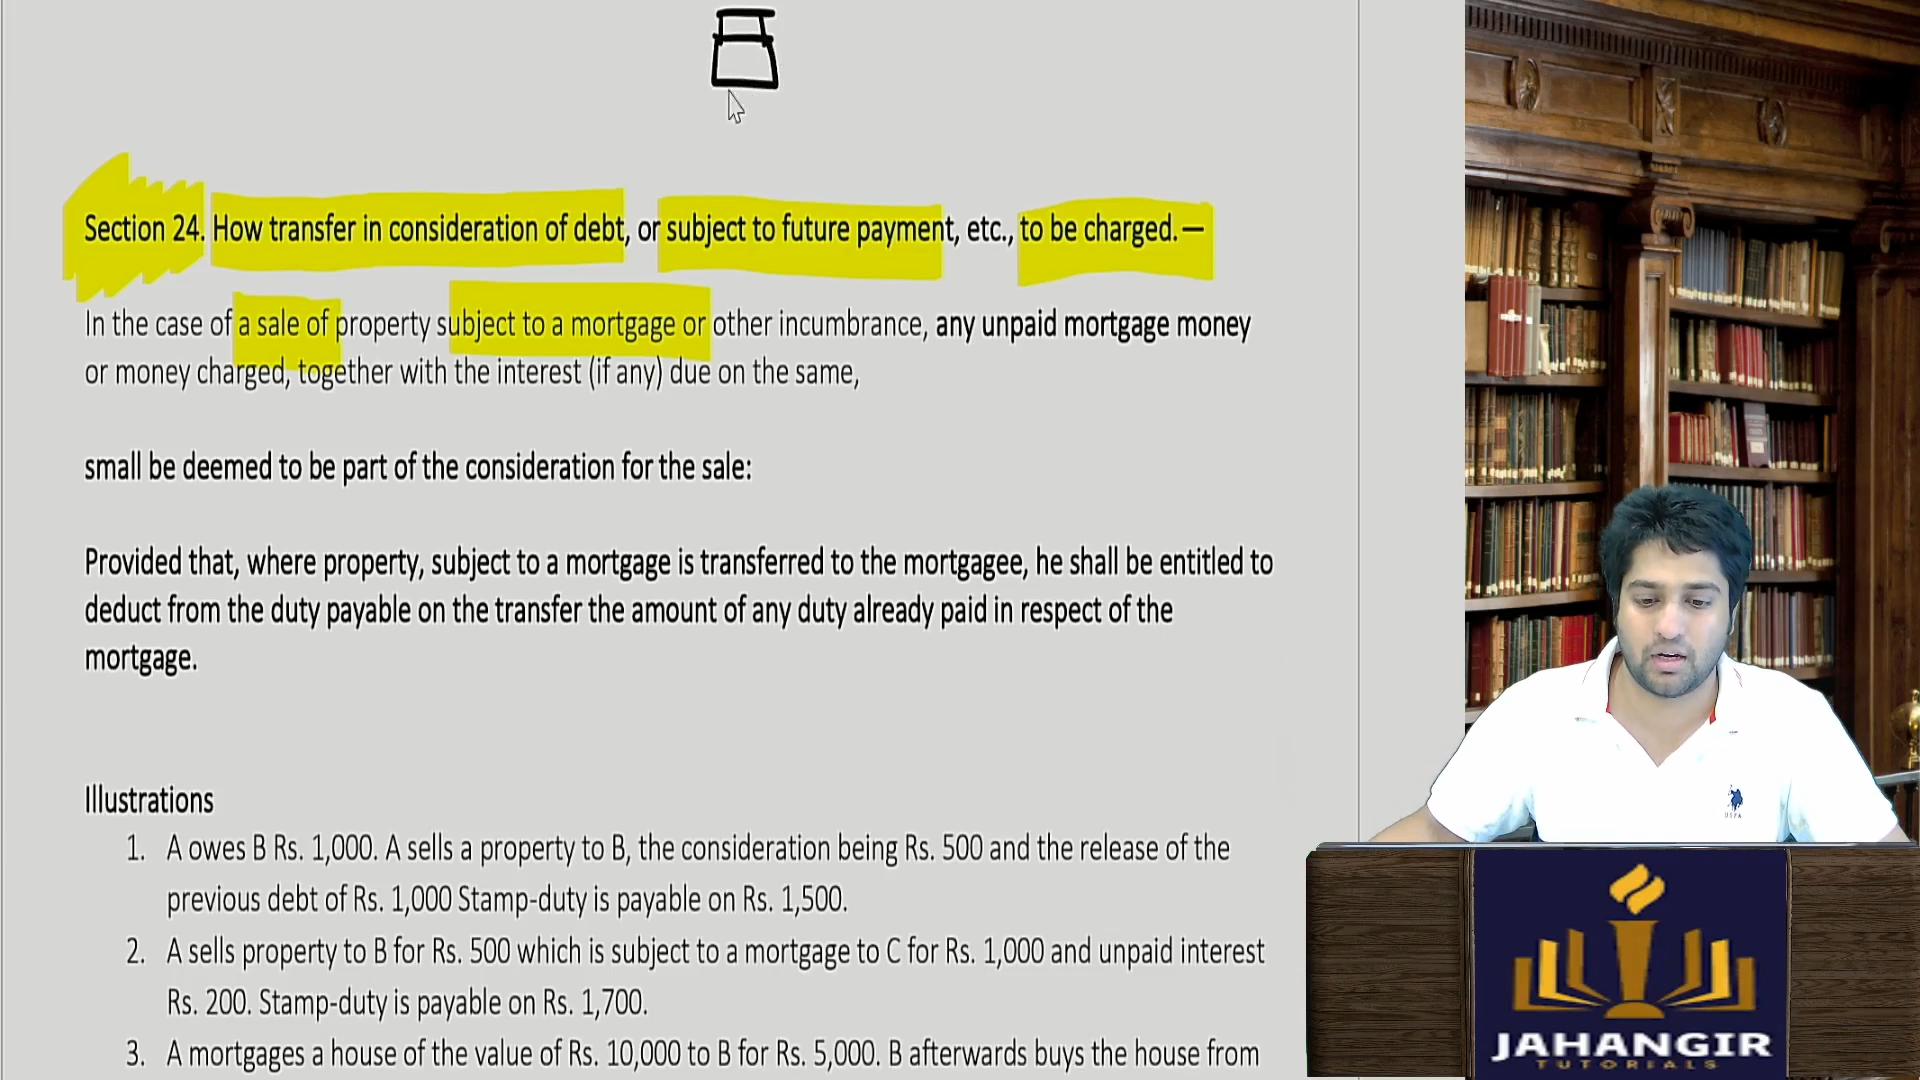 Section 24. How transfer in consideration of debt, or subject to future payment, etc., to be charged.—
In the case of a sale of property subject to a mortgage or other incumbrance, any unpaid mortgage money
or money charged, together with the interest (if any) due on the same,
small be deemed to be part of the consideration for the sale:
Provided that, where property, subject to a mortgage is transferred to the mortgagee, he shall be entitled to
deduct from the duty payable on the transfer the amount of any duty already paid in respect of the
mortgage.
Illustrations
1. A owes B Rs. 1,000. A sells a property to B, the consideration being Rs. 500 and the release of the
previous debt of Rs. 1,000 Stamp-duty is payable on Rs. 1,500.
2. A sells property to B for Rs. 500 which is subject to a mortgage to C for Rs. 1,000 and unpaid interest
Rs. 200. Stamp-duty is payable on Rs. 1,700.
3. A mortgages a house of the value of Rs. 10,000 to B for Rs. 5,000. B afterwards buys the house from
USPA
JAHANGIR
TUTORIALS